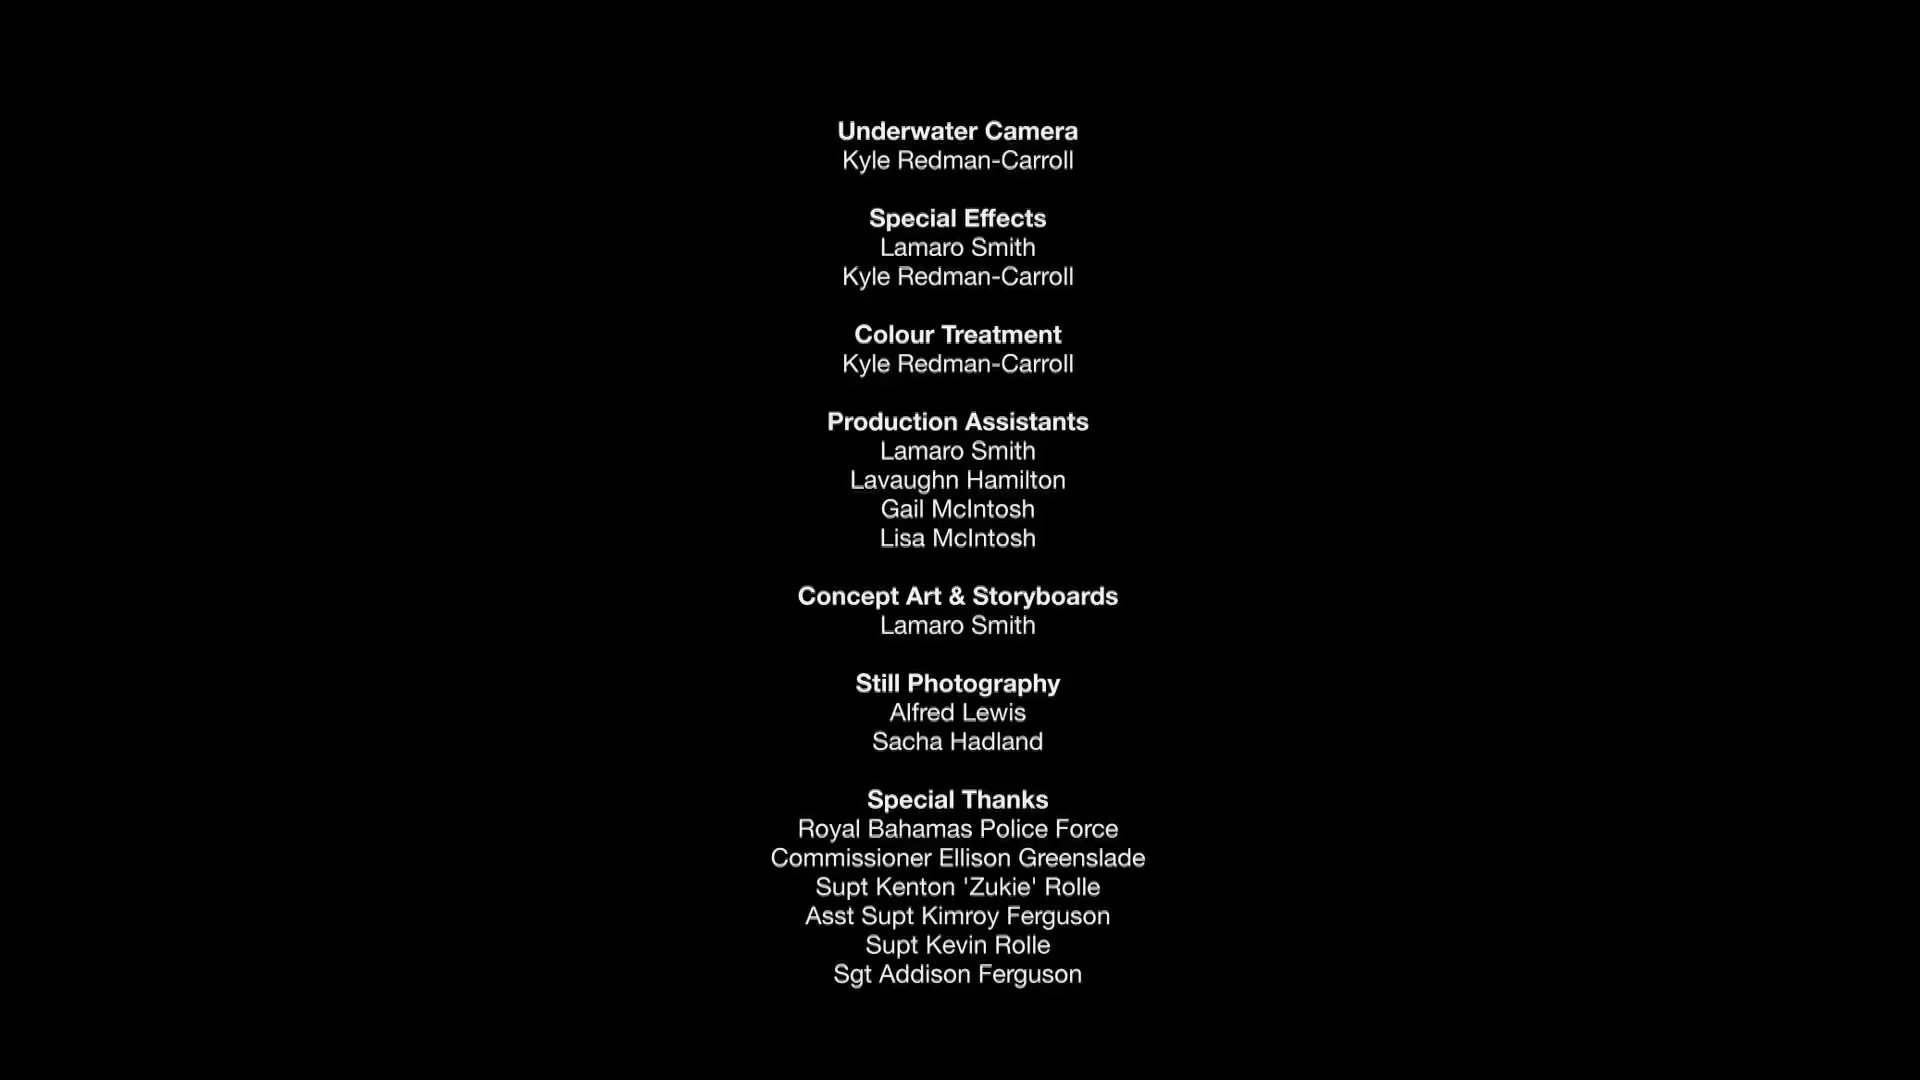 Underwater Camera
Kyle Redman-Carroll
Special Effects
Lamaro Smith
Kyle Redman-Carroll
Colour Treatment
Kyle Redman-Carroll
Production Assistants
Lamaro Smith
Lavaughn Hamilton
Gail McIntosh
Lisa McIntosh
Concept Art & Storyboards
Lamaro Smith
Still Photography
Alfred Lewis
Sacha Hadland
Special Thanks
Royal Bahamas Police Force
Commissioner Ellison Greenslade
Supt Kenton 'Zukie' Rolle
Asst Supt Kimroy Ferguson
Supt Kevin Rolle
Sgt Addison Ferguson